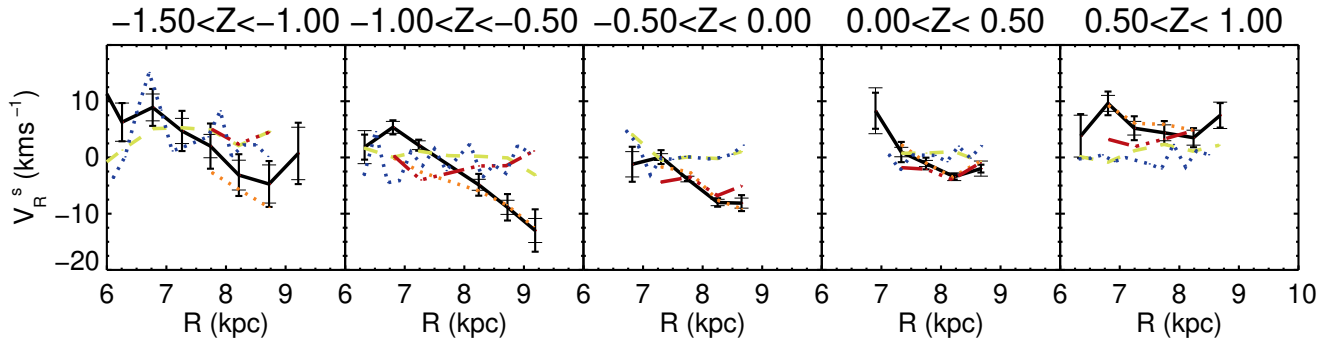 −1.50<Z<−1.00 −1.00<Z<−0.50 −0.50<Z< 0.00 0.00<Z< 0.50 0.50<Z< 1.00
10
0
−10
−20
V_R^s (kms^−1)
6 7 8 9 6 7 8 9 6 7 8 9 6 7 8 9 6 7 8 9 10
R (kpc) R (kpc) R (kpc) R (kpc) R (kpc)